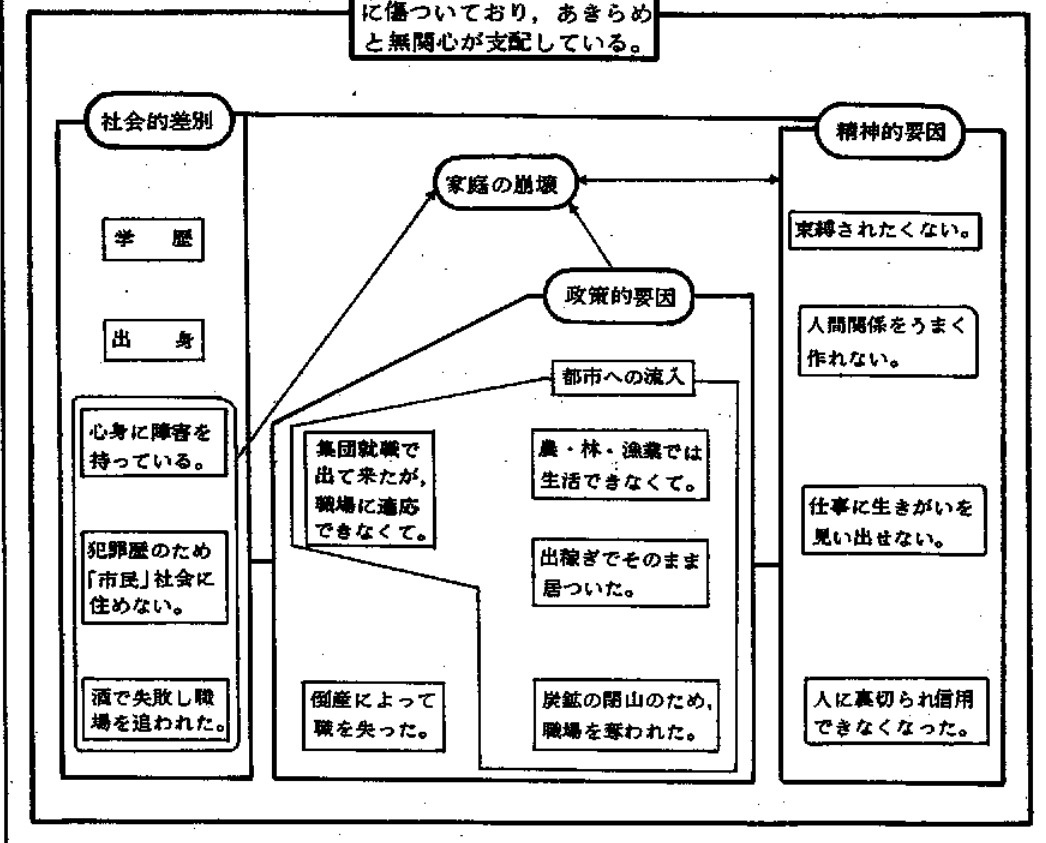 に傷ついており，あきらめ
と無関心が支配している。
社会的差別
学　歴
出　身
心身に障害を
持っている。
犯罪歴のため
「市民」社会に
住めない。
酒で失敗し職
場を追われた。
家庭の崩壊
政策的要因
都市への流入
集団就職で
出て来たが，
職場に適応
できなくて。
農・林・漁業では
生活できなくて。
出稼ぎでそのまま
居ついた。
倒産によって
職を失った。
炭鉱の閉山のため，
職場を奪われた。
精神的要因
束縛されたくない。
人間関係をうまく
作れない。
仕事に生きがいを
見い出せない。
人に裏切られ信用
できなくなった。